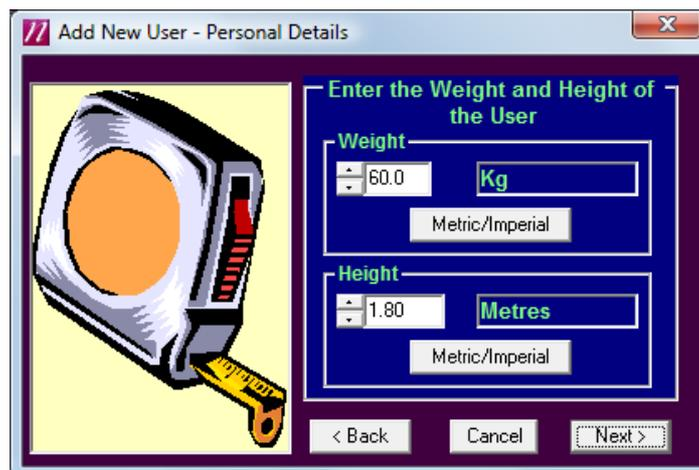 Add New User - Personal Details
Enter the Weight and Height of
the User
Weight
60.0 Kg
Metric/Imperial
Height
1.80 Metres
Metric/Imperial
< Back Cancel Next >